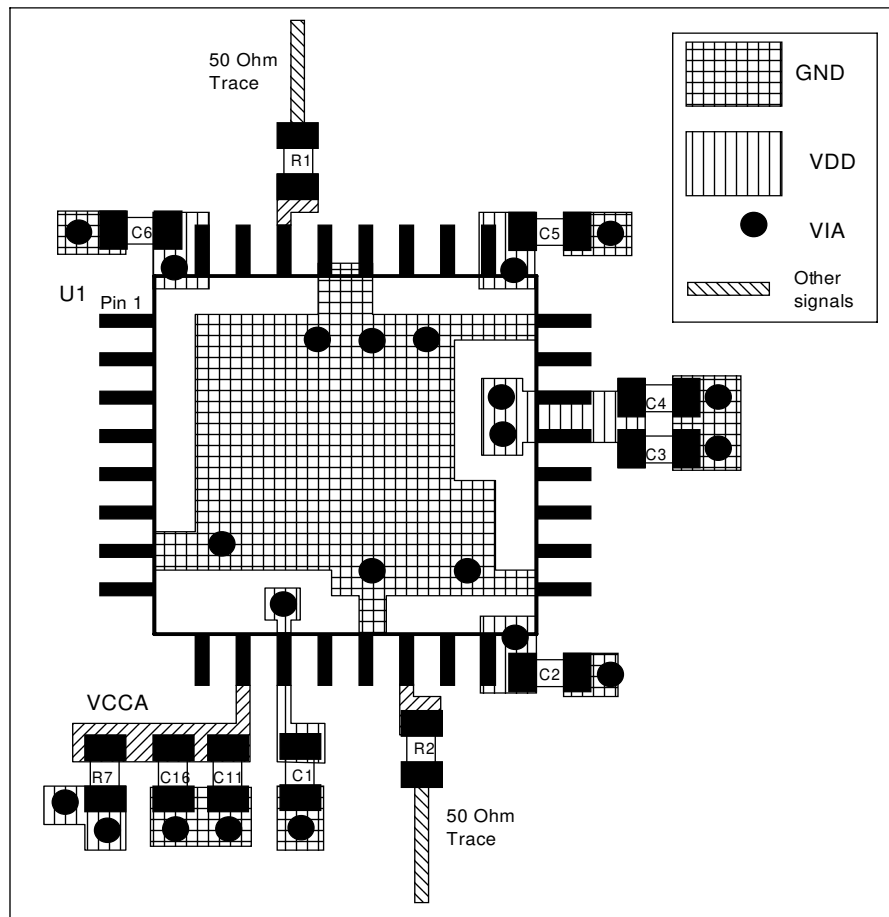 50 Ohm
Trace
R1
GND
VDD
VIA
Other
signals
C6
C5
U1
Pin 1
C4
C3
C2
VCCA
R7
C16
C11
C1
R2
50 Ohm
Trace